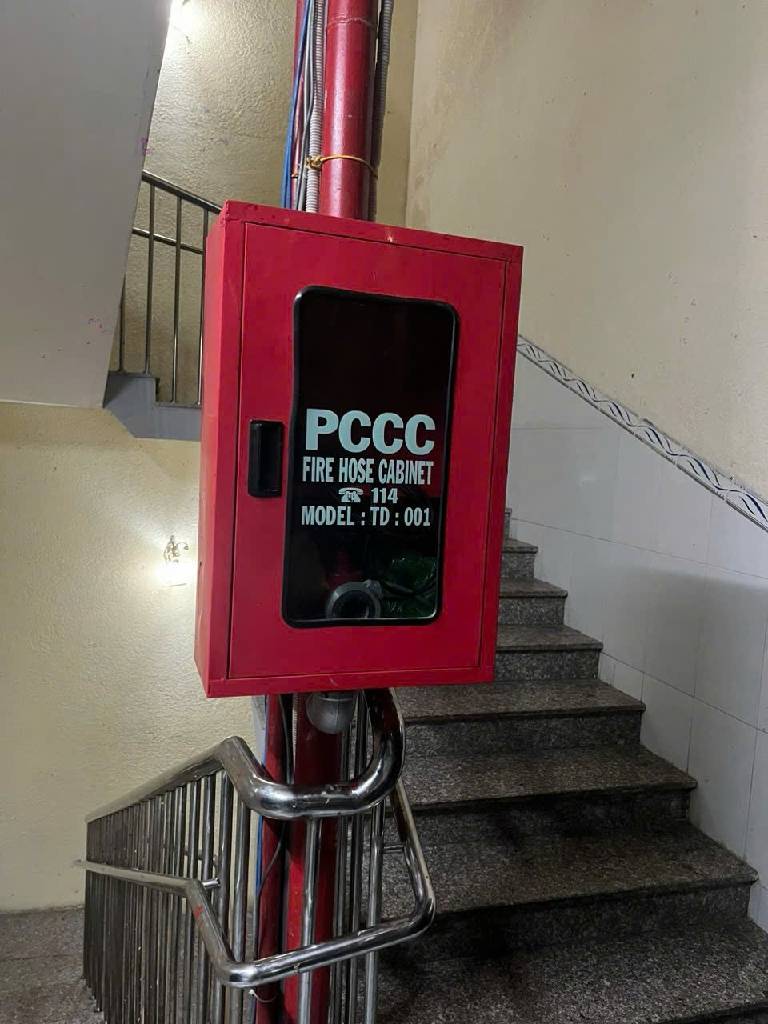 PCCC
FIRE HOSE CABINET
☎ 114
MODEL : TD : 001